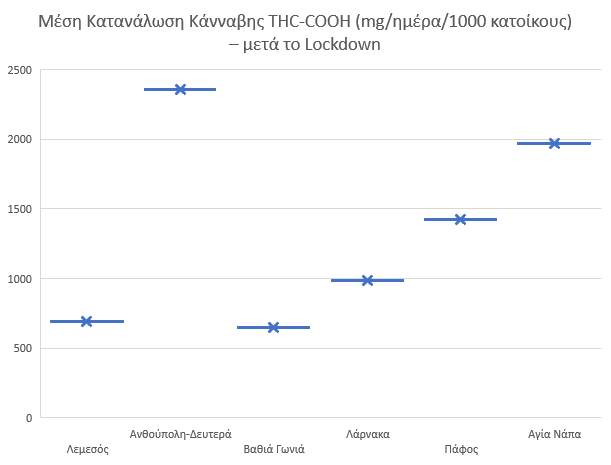 Μέση Κατανάλωση Κάνναβης THC-COOH (mg/ημέρα/1000 κατοίκους)
– μετά το Lockdown
2500
2000
1500
1000
500
0
Ανθούπολη-Δευτερά Λάρνακα Αγία Νάπα
Λεμεσός Βαθιά Γωνιά Πάφος